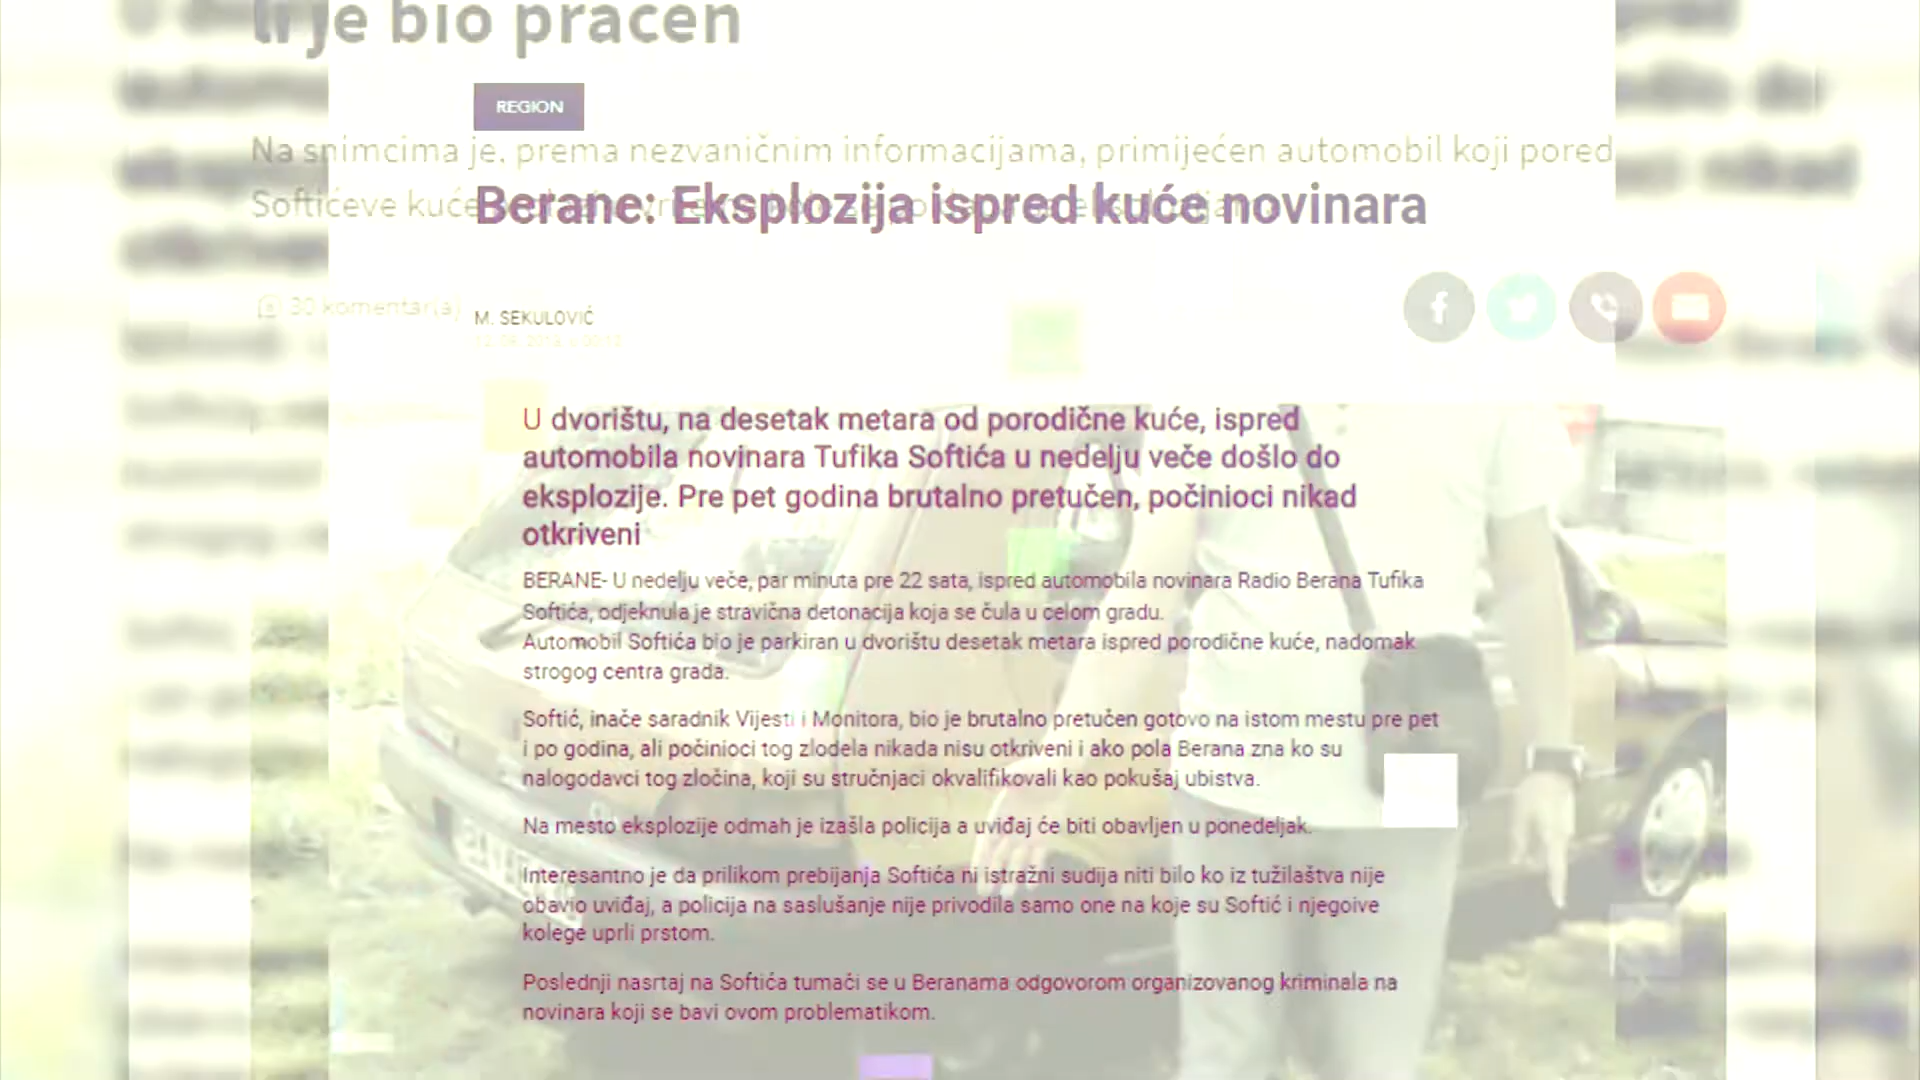 li je bio praćen
REGION
Na snimcima je, prema nezvaničnim informacijama, primijećen automobil koji pored
Softićeve kuće
Berane: Eksplozija ispred kuće novinara
30 komentar(a)
M. SEKULOVIĆ
U dvorištu, na desetak metara od porodične kuće, ispred
automobila novinara Tufika Softića u nedelju veče došlo do
eksplozije. Pre pet godina brutalno pretučen, počinioci nikad
otkriveni
BERANE- U nedelju veče, par minuta pre 22 sata, ispred automobila novinara Radio Berana Tufika
Softića, odjeknula je stravična detonacija koja se čula u celom gradu.
Automobil Softića bio je parkiran u dvorištu desetak metara ispred porodične kuće, nadomak
strogog centra grada.
Softić, inače saradnik Vijesti i Monitora, bio je brutalno pretučen gotovo na istom mestu pre pet
i po godina, ali počinioci tog zlodela nikada nisu otkriveni i ako pola Berana zna ko su
nalogodavci tog zločina, koji su stručnjaci okvalifikovali kao pokušaj ubistva.
Na mesto eksplozije odmah je izašla policija a uviđaj će biti obavljen u ponedeljak.
Interesantno je da prilikom prebijanja Softića ni istražni sudija niti bilo ko iz tužilaštva nije
obavio uviđaj, a policija na saslušanje nije privodila samo one na koje su Softić i njegoive
kolege uprli prstom.
Poslednji nasrtaj na Softića tumači se u Beranama odgovorom organizovanog kriminala na
novinara koji se bavi ovom problematikom.